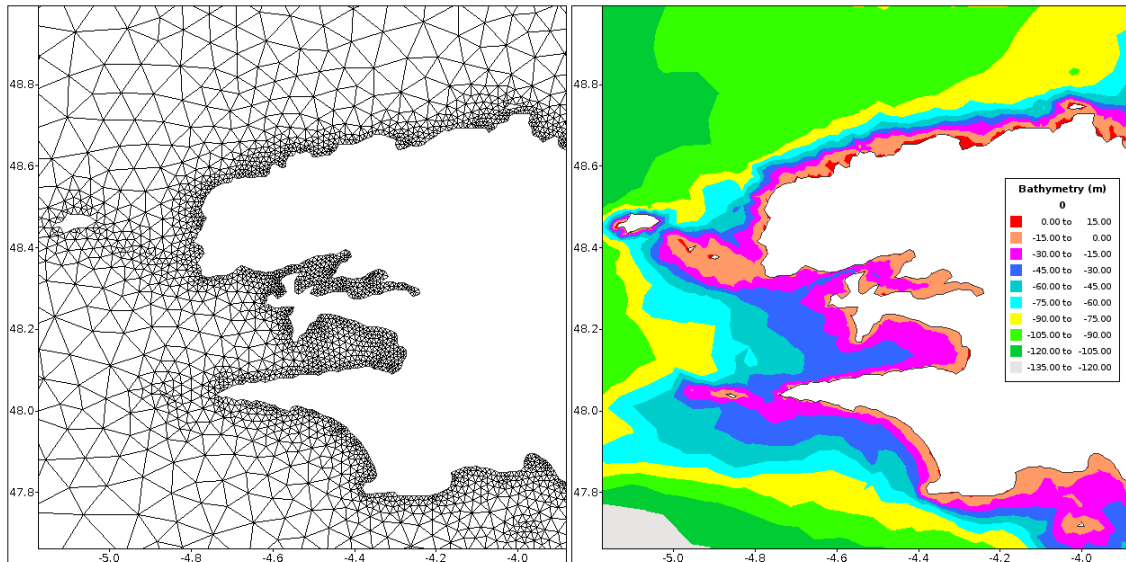 48.8
48.6
48.4
48.2
48.0
47.8
-5.0 -4.8 -4.6 -4.4 -4.2 -4.0
48.8
48.6
48.4
48.2
48.0
47.8
-5.0 -4.8 -4.6 -4.4 -4.2 -4.0
Bathymetry (m)
0
0.00 to 15.00
-15.00 to 0.00
-30.00 to -15.00
-45.00 to -30.00
-60.00 to -45.00
-75.00 to -60.00
-90.00 to -75.00
-105.00 to -90.00
-120.00 to -105.00
-135.00 to -120.00